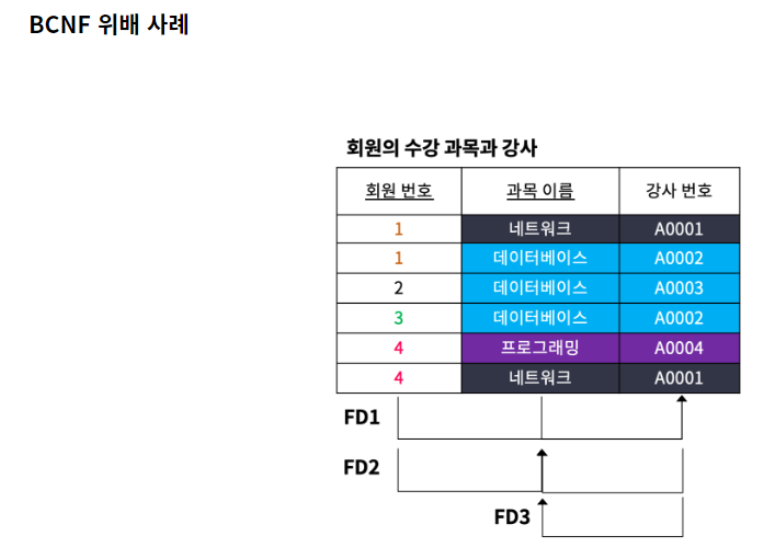 BCNF 위배 사례
회원의 수강 과목과 강사
회원 번호 과목 이름 강사 번호
1 네트워크 A0001
1 데이터베이스 A0002
2 데이터베이스 A0003
3 데이터베이스 A0002
4 프로그래밍 A0004
4 네트워크 A0001
FD1
FD2
FD3